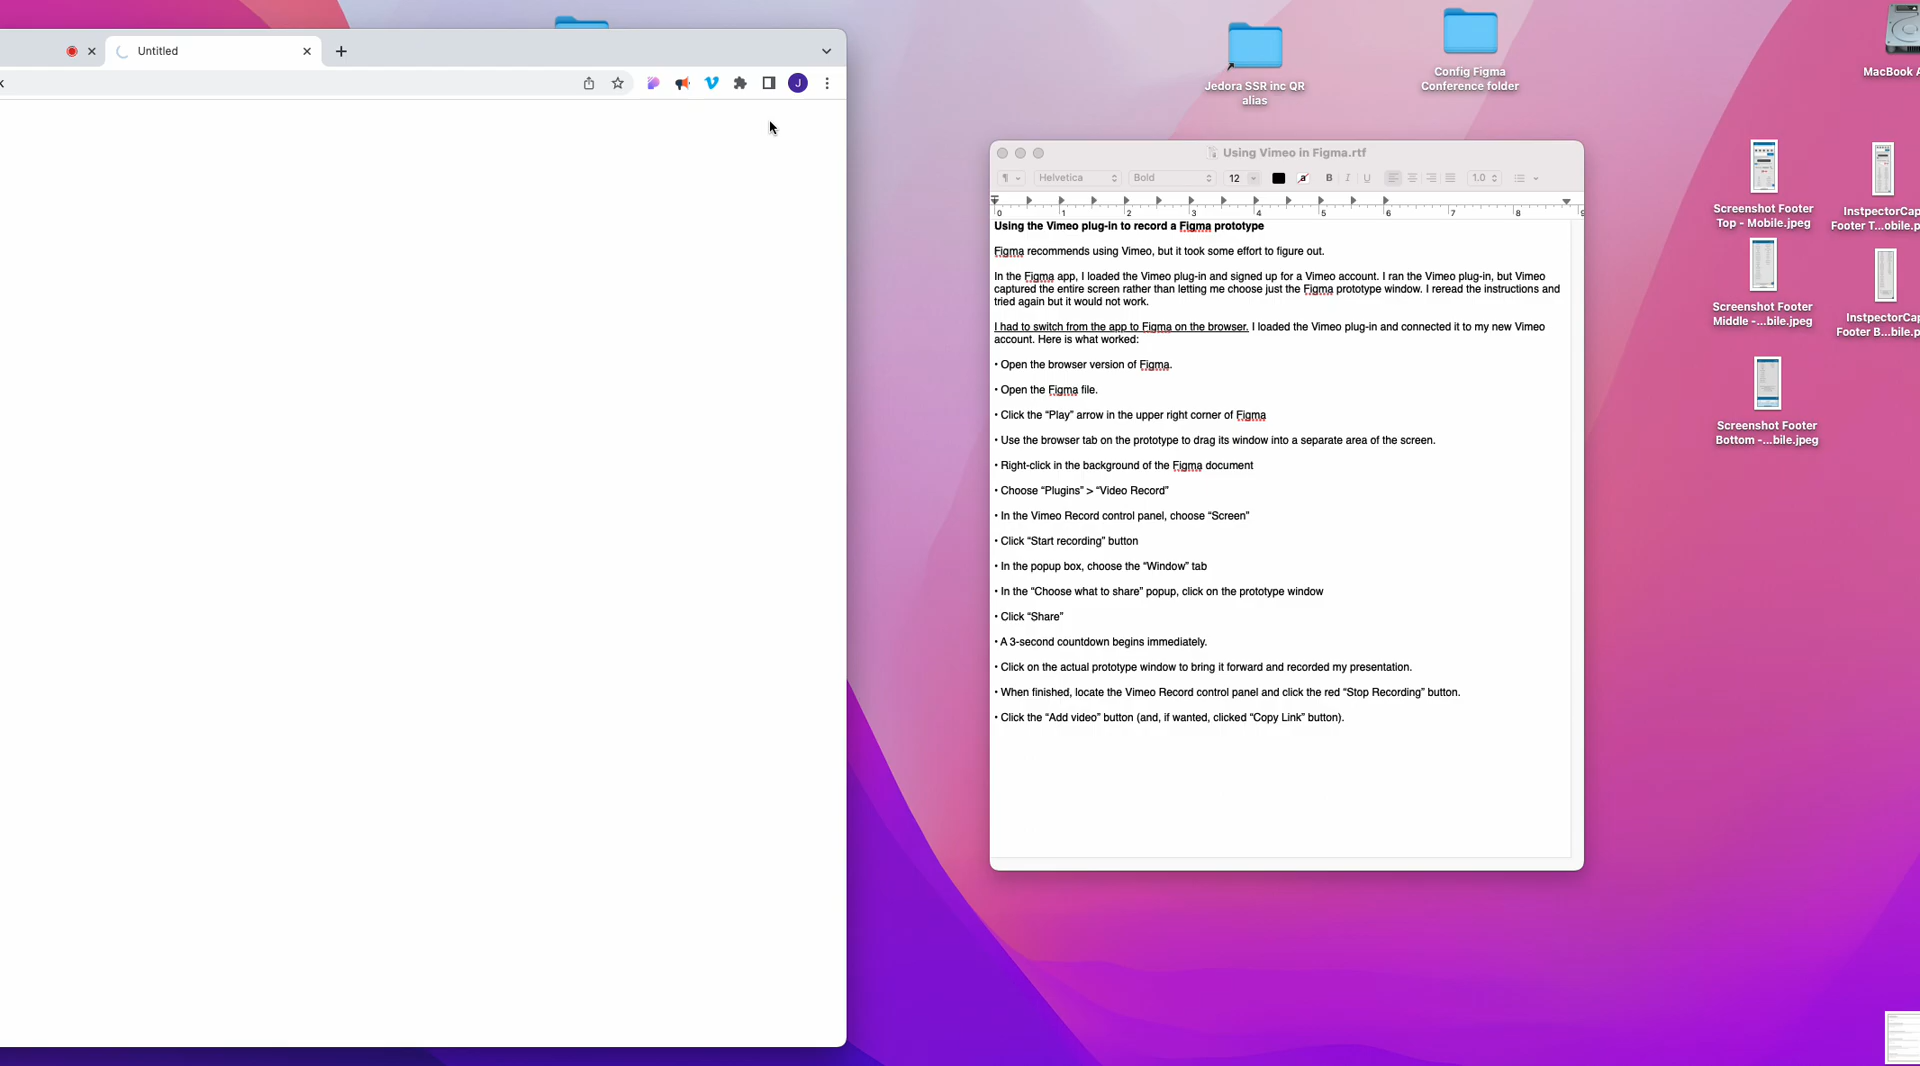 Untitled
k
J
Jedora SSR inc QR
alias
Config Figma
Conference folder
MacBook A
Using Vimeo in Figma.rtf
¶
Helvetica
Bold
12
a
B I U
1.0
0 1 2 3 4 5 6 7 8 9
Using the Vimeo plug-in to record a Figma prototype
Figma recommends using Vimeo, but it took some effort to figure out.
In the Figma app, I loaded the Vimeo plug-in and signed up for a Vimeo account. I ran the Vimeo plug-in, but Vimeo
captured the entire screen rather than letting me choose just the Figma prototype window. I reread the instructions and
tried again but it would not work.
I had to switch from the app to Figma on the browser. I loaded the Vimeo plug-in and connected it to my new Vimeo
account. Here is what worked:
• Open the browser version of Figma.
• Open the Figma file.
• Click the “Play” arrow in the upper right corner of Figma
• Use the browser tab on the prototype to drag its window into a separate area of the screen.
• Right-click in the background of the Figma document
• Choose “Plugins” > “Video Record”
• In the Vimeo Record control panel, choose “Screen”
• Click “Start recording” button
• In the popup box, choose the “Window” tab
• In the “Choose what to share” popup, click on the prototype window
• Click “Share”
• A 3-second countdown begins immediately.
• Click on the actual prototype window to bring it forward and recorded my presentation.
• When finished, locate the Vimeo Record control panel and click the red “Stop Recording” button.
• Click the “Add video” button (and, if wanted, clicked “Copy Link” button).
Screenshot Footer
Top - Mobile.jpeg
InstpectorCap
Footer T...obile.p
Screenshot Footer
Middle -...bile.jpeg
InstpectorCap
Footer B...bile.p
Screenshot Footer
Bottom -...bile.jpeg